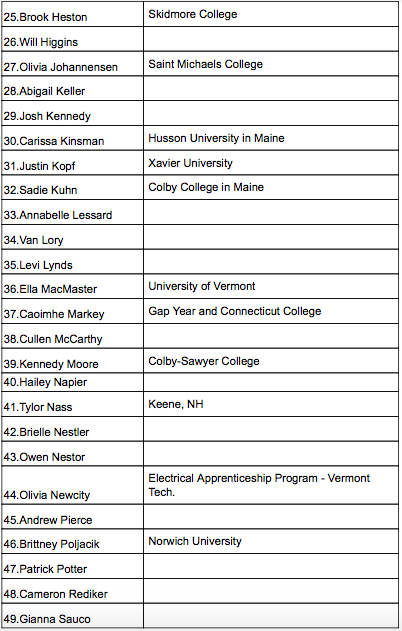 25.Brook Heston Skidmore College
26.Will Higgins
27.Olivia Johannensen Saint Michaels College
28.Abigail Keller
29.Josh Kennedy
30.Carissa Kinsman Husson University in Maine
31.Justin Kopf Xavier University
32.Sadie Kuhn Colby College in Maine
33.Annabelle Lessard
34.Van Lory
35.Levi Lynds
36.Ella MacMaster University of Vermont
37.Caoimhe Markey Gap Year and Connecticut College
38.Cullen McCarthy
39.Kennedy Moore Colby-Sawyer College
40.Hailey Napier
41.Tylor Nass Keene, NH
42.Brielle Nestler
43.Owen Nestor
44.Olivia Newcity Electrical Apprenticeship Program - Vermont
Tech.
45.Andrew Pierce
46.Brittney Poljacik Norwich University
47.Patrick Potter
48.Cameron Rediker
49.Gianna Sauco